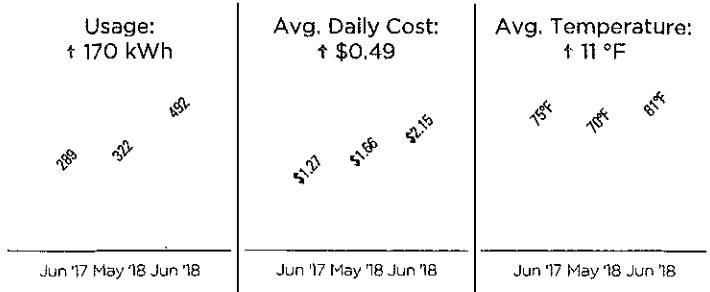 Usage:
↑ 170 kWh
289
322
492
Jun '17 May '18 Jun '18
Avg. Daily Cost:
↑ $0.49
$1.27
$1.66
$2.15
Jun '17 May '18 Jun '18
Avg. Temperature:
↑ 11 °F
75°F
70°F
81°F
Jun '17 May '18 Jun '18